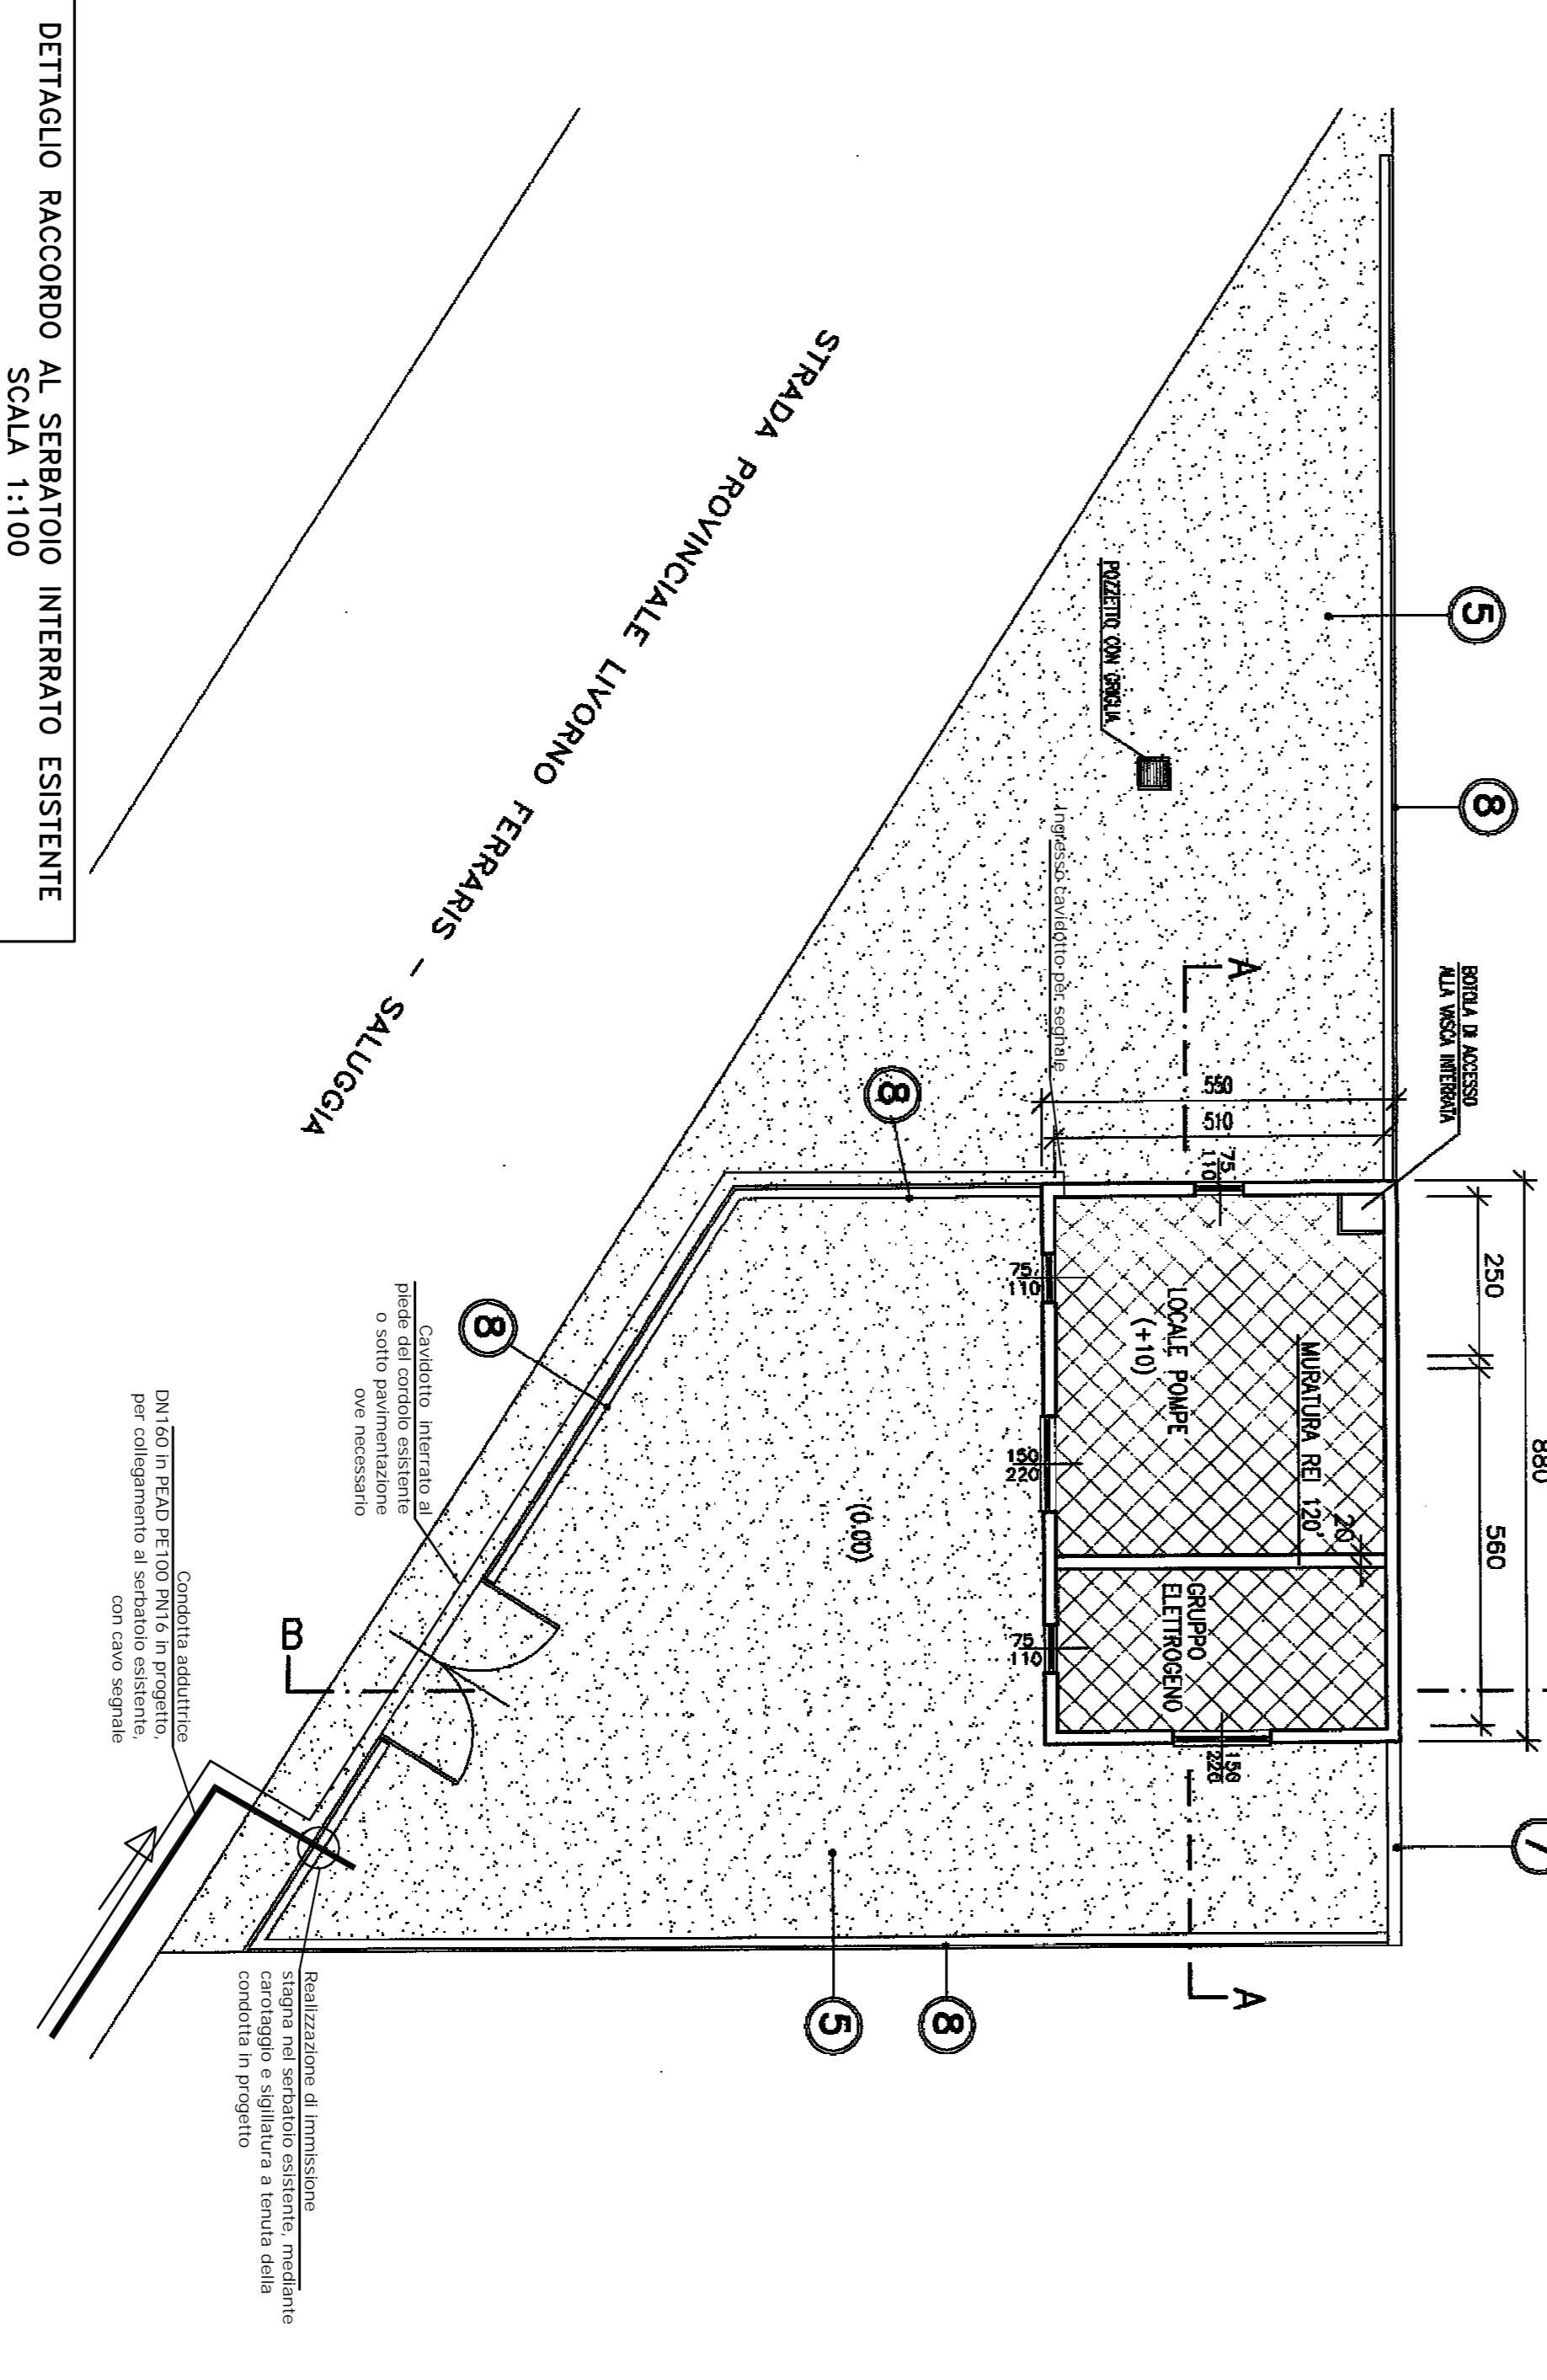 880
250
560
7
BOTOLA DI ACCESSO
ALLA VASCA INTERRATA
8
5
550
510
A
A
75
110
MURATURA REI 120'
20
LOCALE POMPE
(+10)
GRUPPO
ELETTROGENO
150
220
POZZETTO CON GRIGLIA
Ingresso cavidotto per segnale
75
110
150
220
75
110
8
(0.00)
8
5
8
STRADA PROVINCIALE LIVORNO FERRARIS - SALUGGIA
Cavidotto interrato al
piede del cordolo esistente
o sotto pavimentazione
ove necessario
B
Realizzazione di immissione
stagna nel serbatoio esistente, mediante
carotaggio e sigillatura a tenuta della
condotta in progetto
Condotta adduttrice
DN160 in PEAD PE100 PN16 in progetto,
per collegamento al serbatoio esistente,
con cavo segnale
DETTAGLIO RACCORDO AL SERBATOIO INTERRATO ESISTENTE
SCALA 1:100